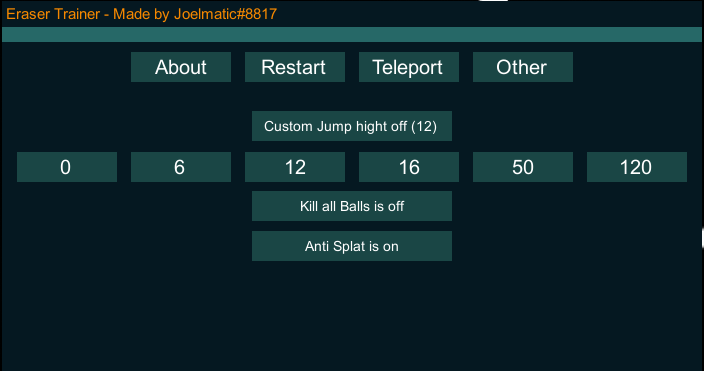 Eraser Trainer - Made by Joelmatic#8817
About Restart Teleport Other
Custom Jump hight off (12)
0 6 12 16 50 120
Kill all Balls is off
Anti Splat is on